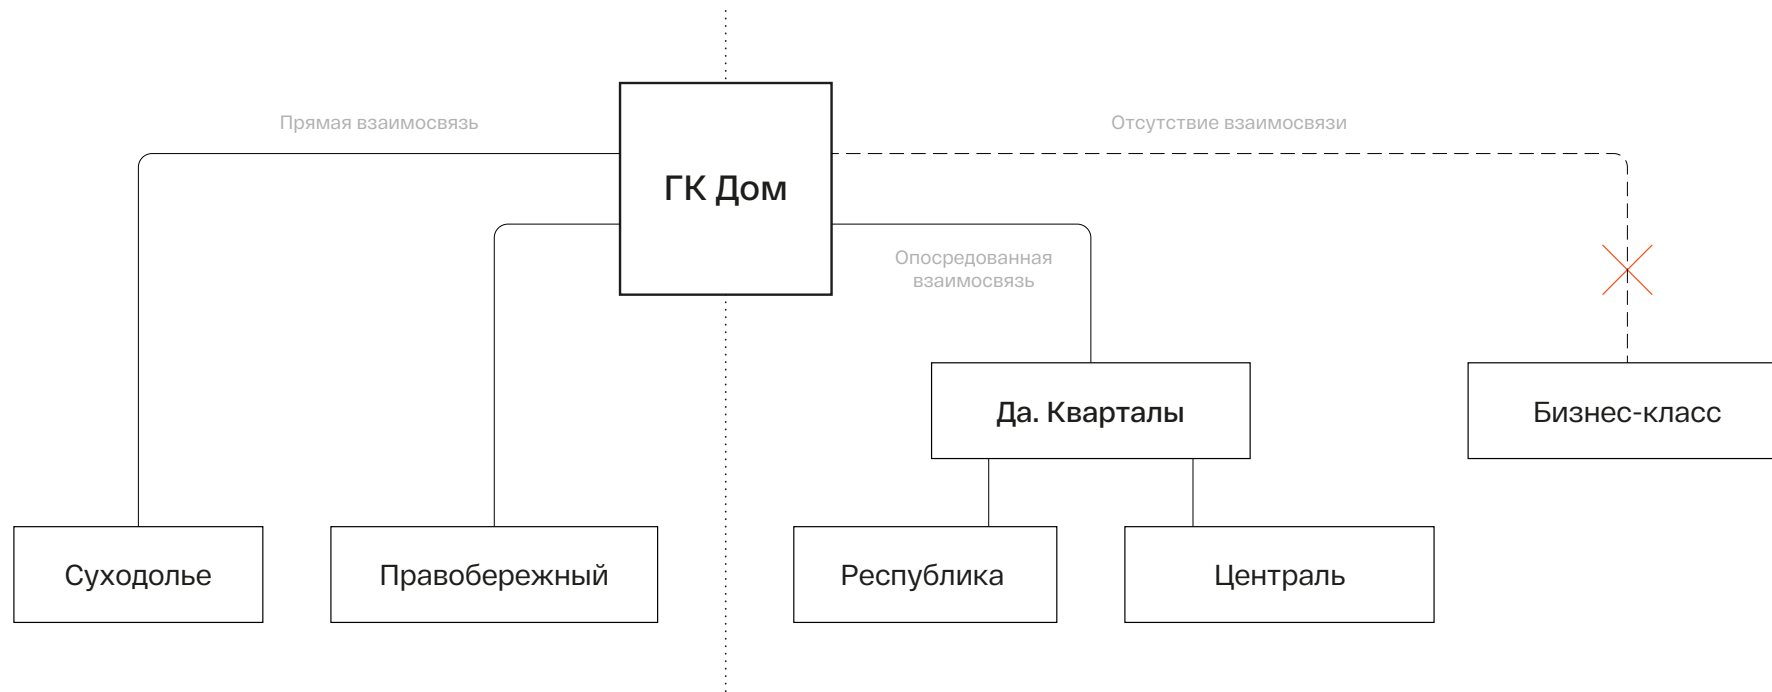 Прямая взаимосвязь
Отсутствие взаимосвязи
ГК Дом
Опосредованная
взаимосвязь
Да. Кварталы
Бизнес-класс
Суходолье
Правобережный
Республика
Централь